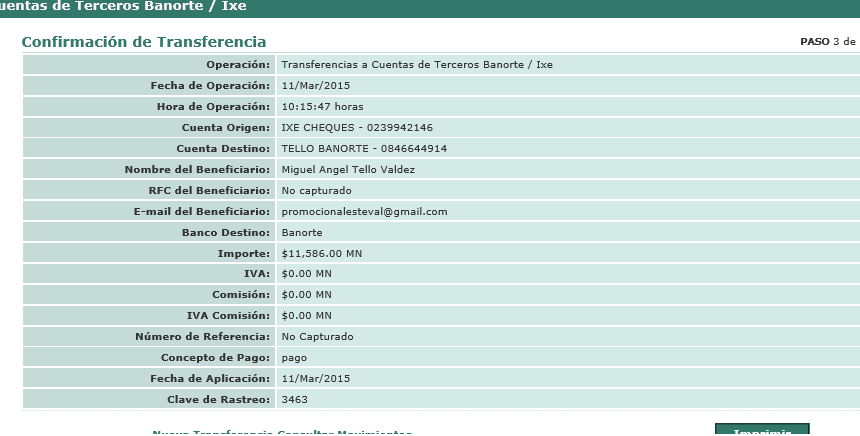 uentas de Terceros Banorte / Ixe
Confirmación de Transferencia PASO 3 de
Operación: Transferencias a Cuentas de Terceros Banorte / Ixe
Fecha de Operación: 11/Mar/2015
Hora de Operación: 10:15:47 horas
Cuenta Origen: IXE CHEQUES - 0239942146
Cuenta Destino: TELLO BANORTE - 0846644914
Nombre del Beneficiario: Miguel Angel Tello Valdez
RFC del Beneficiario: No capturado
E-mail del Beneficiario: promocionalesteval@gmail.com
Banco Destino: Banorte
Importe: $11,586.00 MN
IVA: $0.00 MN
Comisión: $0.00 MN
IVA Comisión: $0.00 MN
Número de Referencia: No Capturado
Concepto de Pago: pago
Fecha de Aplicación: 11/Mar/2015
Clave de Rastreo: 3463
Nueva Transferencia Consultar Movimientos Imprimir